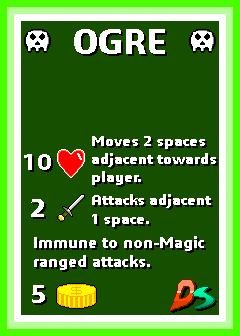 OGRE
10 Moves 2 spaces
adjacent towards
player.
2 Attacks adjacent
1 space.
Immune to non-Magic
ranged attacks.
5 DS